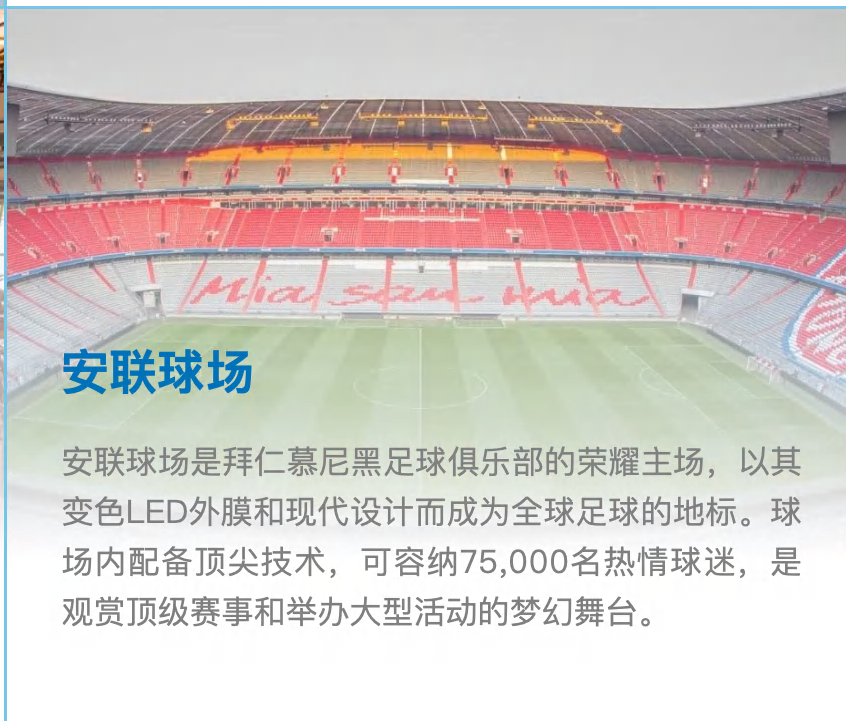 Mia san mia
安联球场
安联球场是拜仁慕尼黑足球俱乐部的荣耀主场，以其
变色LED外膜和现代设计而成为全球足球的地标。球
场内配备顶尖技术，可容纳75,000名热情球迷，是
观赏顶级赛事和举办大型活动的梦幻舞台。